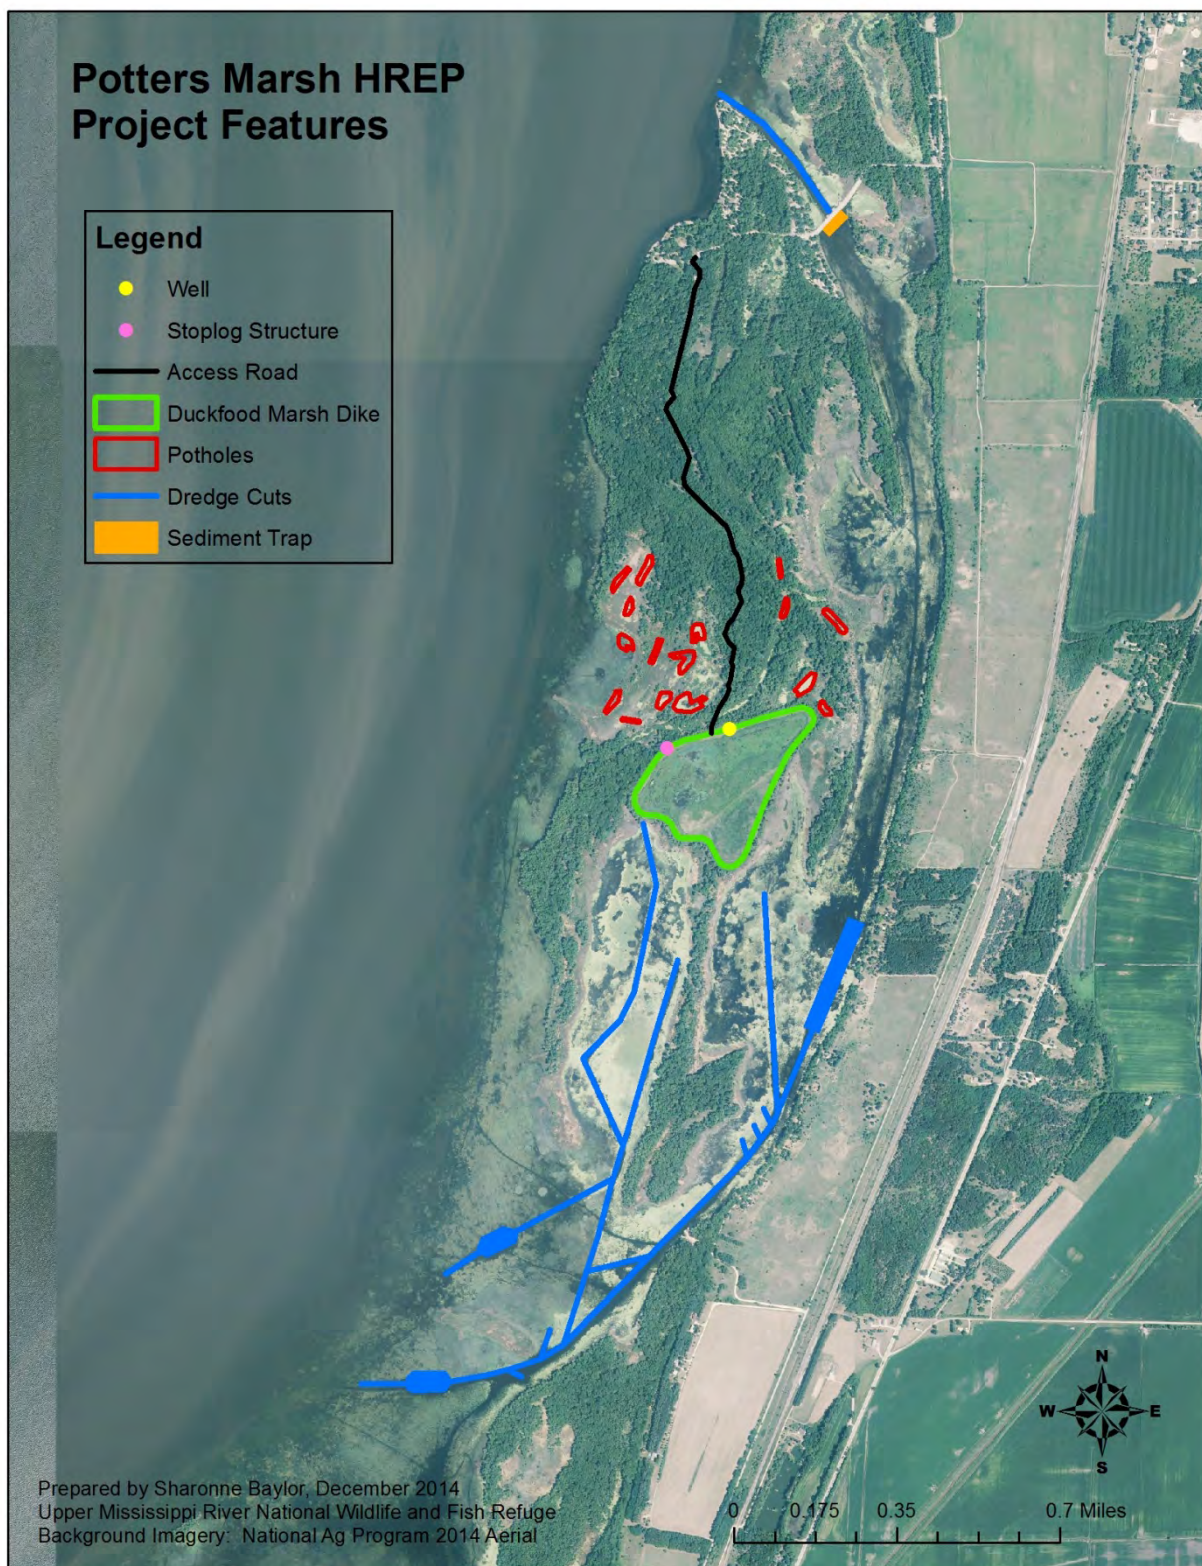 Potters Marsh HREP
Project Features
Legend
Well
Stoplog Structure
Access Road
Duckfood Marsh Dike
Potholes
Dredge Cuts
Sediment Trap
N
W E
S
Prepared by Sharonne Baylor, December 2014
Upper Mississippi River National Wildlife and Fish Refuge
Background Imagery: National Ag Program 2014 Aerial
0 0.175 0.35 0.7 Miles